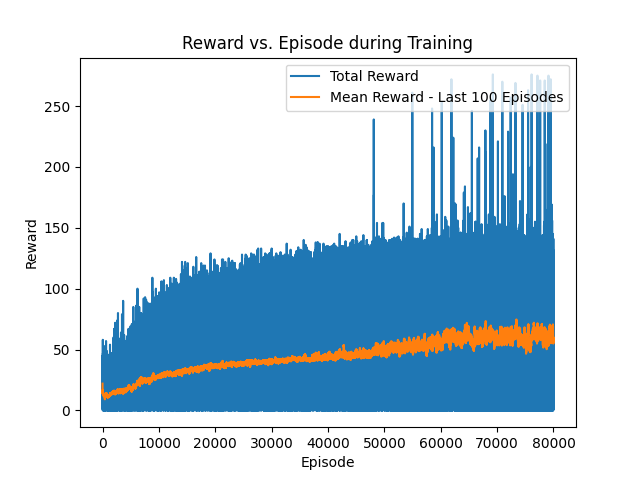 Reward vs. Episode during Training
Total Reward
Mean Reward - Last 100 Episodes
Reward
250
200
150
100
50
0
0 10000 20000 30000 40000 50000 60000 70000 80000
Episode